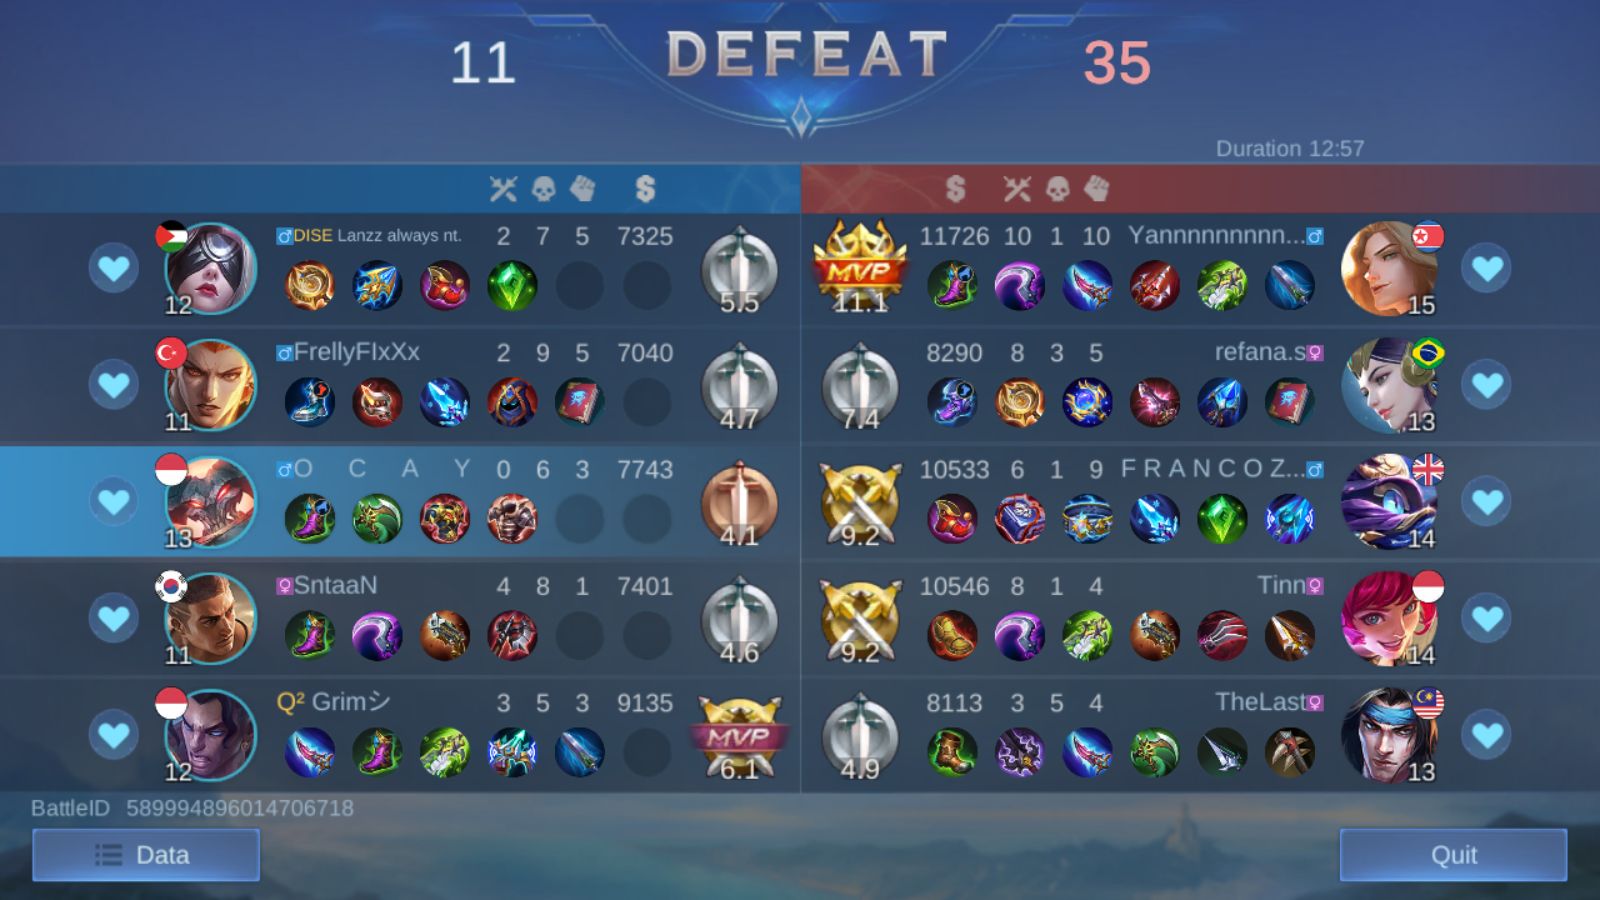 11 DEFEAT 35
Duration 12:57
DISE Lanzz always nt. 2 7 5 7325
12 5.5
MVP 11726 10 1 10 Yannnnnnnnn...
11.1 15
FrellyFIxXx 2 9 5 7040
11 4.7
8290 8 3 5 refana.s
7.4 13
O C A Y 0 6 3 7743
13 4.1
10533 6 1 9 F R A N C O Z...
9.2 14
SntaaN 4 8 1 7401
11 4.6
10546 8 1 4 Tinn
9.2 14
Q² Grimシ 3 5 3 9135
12 MVP 6.1
8113 3 5 4 TheLast
4.9 13
BattleID 589994896014706718
Data Quit